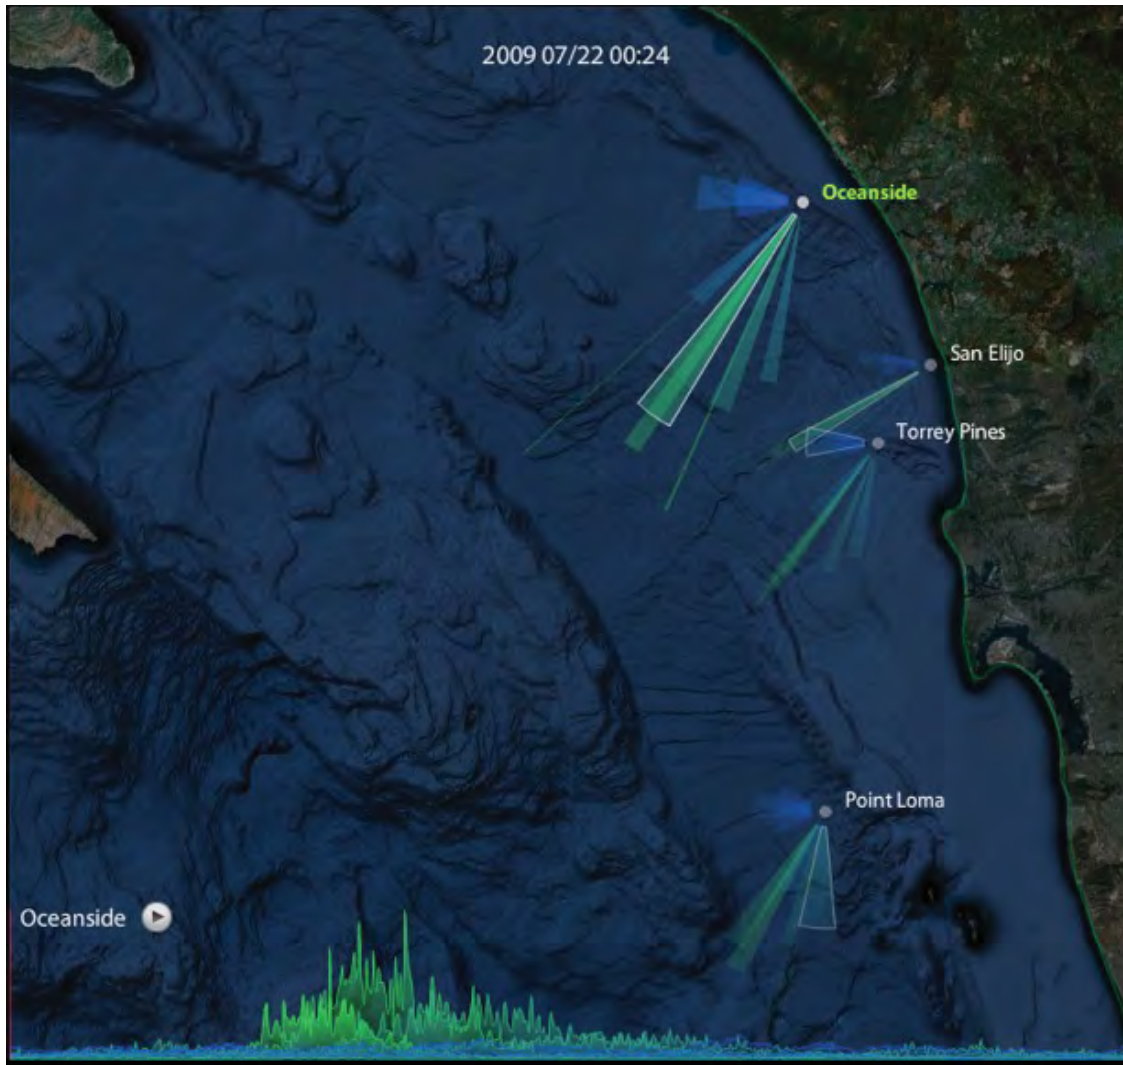 2009 07/22 00:24
Oceanside
San Elijo
Torrey Pines
Point Loma
Oceanside